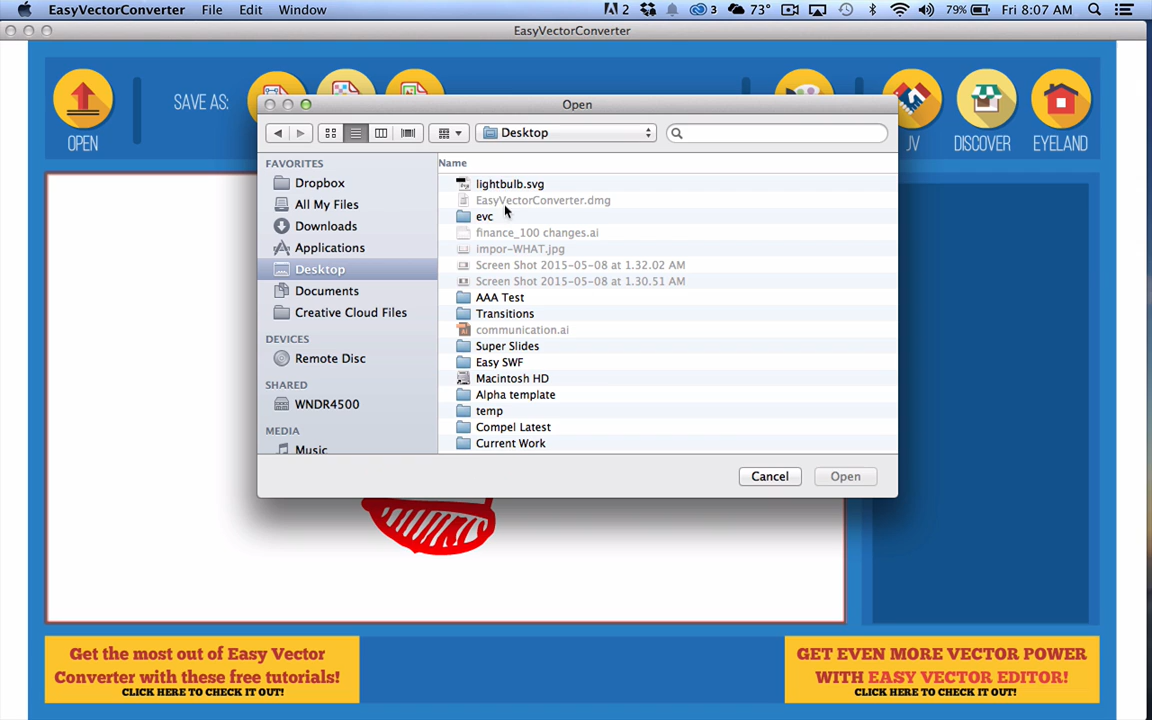 EasyVectorConverter File Edit Window 2 3 73° 79% Fri 8:07 AM
EasyVectorConverter
OPEN
SAVE AS:
JV
DISCOVER
EYELAND
Open
Desktop
FAVORITES
Dropbox
All My Files
Downloads
Applications
Desktop
Documents
Creative Cloud Files
DEVICES
Remote Disc
SHARED
WNDR4500
MEDIA
Music
Name
lightbulb.svg
EasyVectorConverter.dmg
evc
finance_100 changes.ai
impor-WHAT.jpg
Screen Shot 2015-05-08 at 1.32.02 AM
Screen Shot 2015-05-08 at 1.30.51 AM
AAA Test
Transitions
communication.ai
Super Slides
Easy SWF
Macintosh HD
Alpha template
temp
Compel Latest
Current Work
Cancel
Open
Get the most out of Easy Vector
Converter with these free tutorials!
CLICK HERE TO CHECK IT OUT!
GET EVEN MORE VECTOR POWER
WITH EASY VECTOR EDITOR!
CLICK HERE TO CHECK IT OUT!